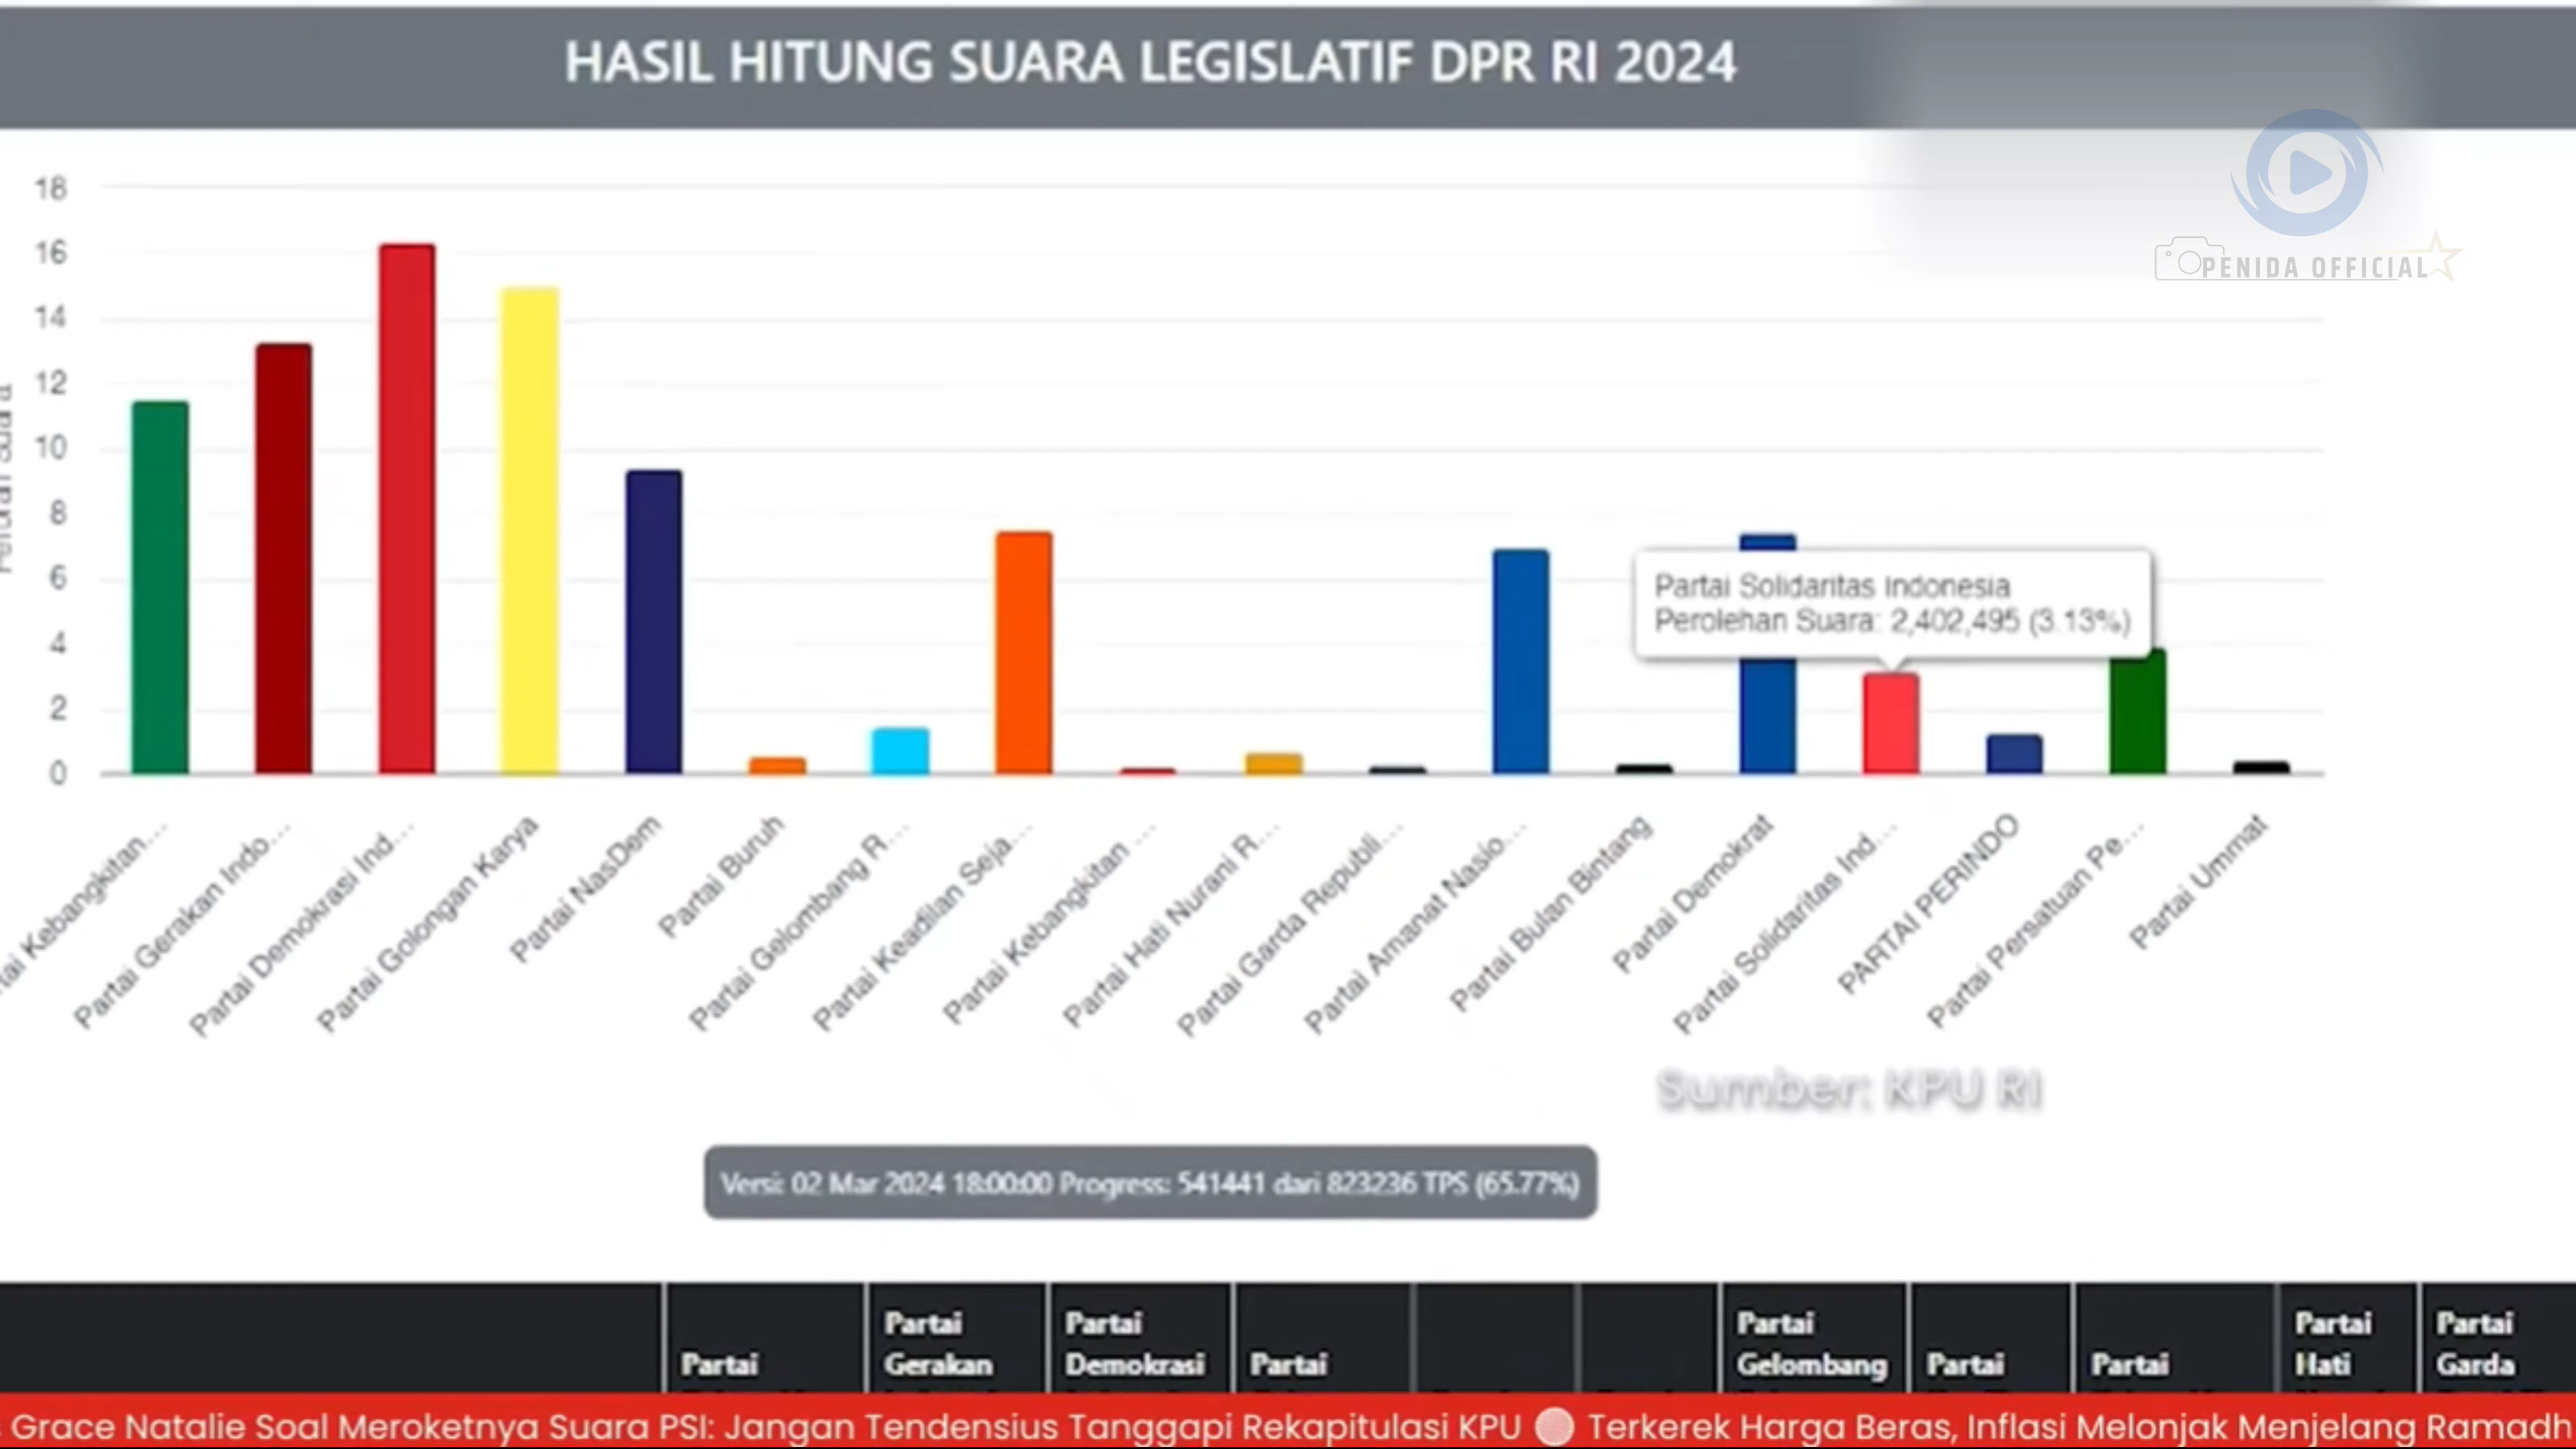 HASIL HITUNG SUARA LEGISLATIF DPR RI 2024
PENIDA OFFICIAL
18
16
14
12
10
8
6
4
2
0
Suara
Partai Solidaritas Indonesia
Perolehan Suara: 2,402,495 (3.13%)
Kebangkitan...
Partai Gerakan Indo...
Partai Demokrasi Ind...
Partai Golongan Karya
Partai NasDem
Partai Buruh
Partai Gelombang R...
Partai Keadilan Seja...
Partai Kebangkitan ...
Partai Hati Nurani R...
Partai Garda Republi...
Partai Amanat Nasio...
Partai Bulan Bintang
Partai Demokrat
Partai Solidaritas Ind...
PARTAI PERINDO
Partai Persatuan Pe...
Partai Ummat
Sumber: KPU RI
Versi: 02 Mar 2024 18:00:00 Progress: 541441 dari 823236 TPS (65.77%)
Partai
Partai Gerakan
Partai Demokrasi
Partai
Partai Gelombang
Partai
Partai
Partai Hati
Partai Garda
Grace Natalie Soal Meroketnya Suara PSI: Jangan Tendensius Tanggapi Rekapitulasi KPU Terkerek Harga Beras, Inflasi Melonjak Menjelang Ramadh